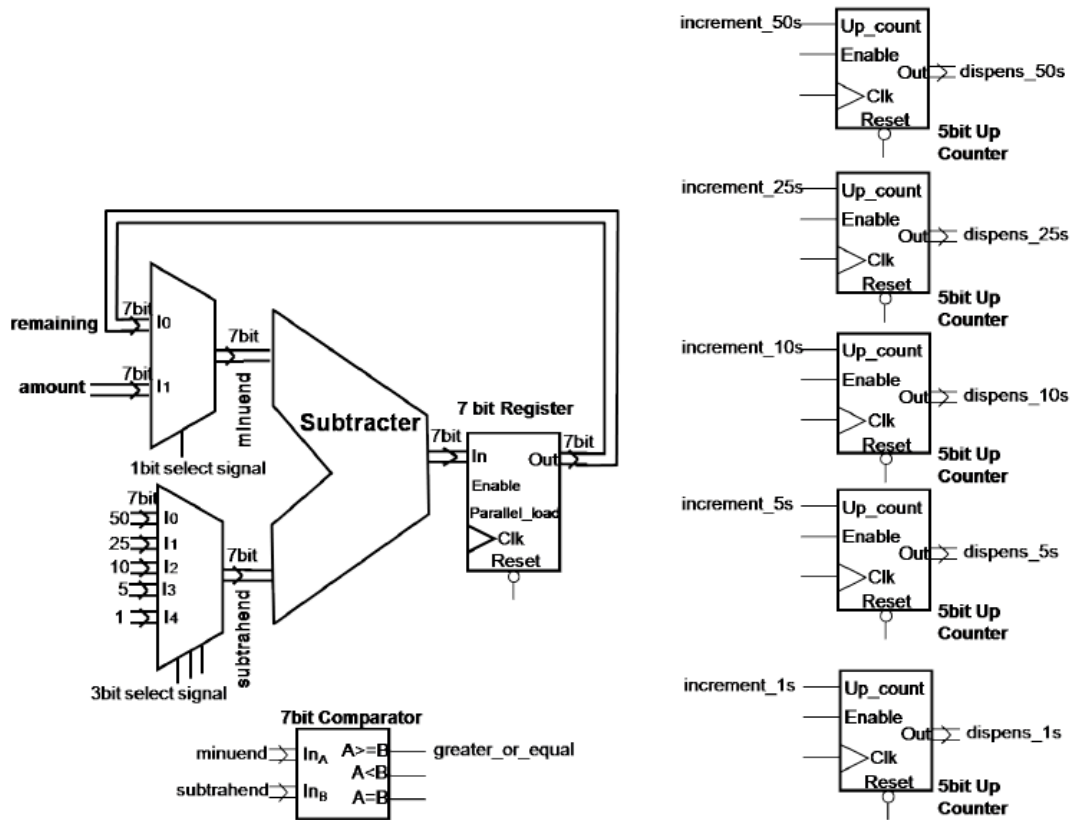 increment_50s
Up_count
Enable
Out
dispens_50s
Clk
Reset
5bit Up
Counter
increment_25s
Up_count
Enable
Out
dispens_25s
Clk
Reset
5bit Up
Counter
increment_10s
Up_count
Enable
Out
dispens_10s
Clk
Reset
5bit Up
Counter
increment_5s
Up_count
Enable
Out
dispens_5s
Clk
Reset
5bit Up
Counter
increment_1s
Up_count
Enable
Out
dispens_1s
Clk
Reset
5bit Up
Counter
remaining
7bit
I0
amount
7bit
I1
7bit
minuend
1bit select signal
Subtracter
7 bit Register
7bit
In
Out
7bit
Enable
Parallel_load
Clk
Reset
7bit
50
I0
25
I1
10
I2
5
I3
1
I4
7bit
subtrahend
3bit select signal
7bit Comparator
minuend
InA
A>=B
greater_or_equal
A<B
subtrahend
InB
A=B